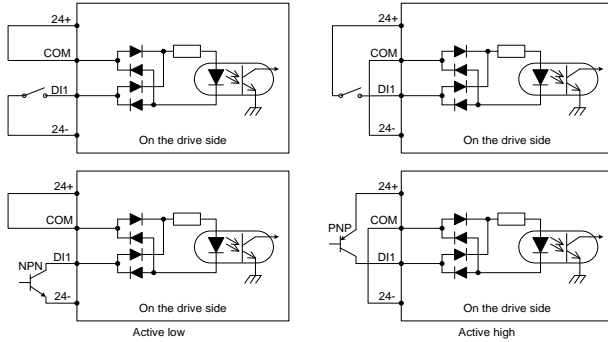 24+
COM
DI1
24-
On the drive side
24+
COM
DI1
24-
On the drive side
24+
COM
NPN
DI1
24-
On the drive side
Active low
24+
PNP
COM
DI1
24-
On the drive side
Active high